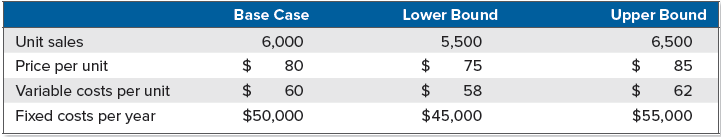 Base Case Lower Bound Upper Bound
Unit sales 6,000 5,500 6,500
Price per unit $ 80 $ 75 $ 85
Variable costs per unit $ 60 $ 58 $ 62
Fixed costs per year $50,000 $45,000 $55,000